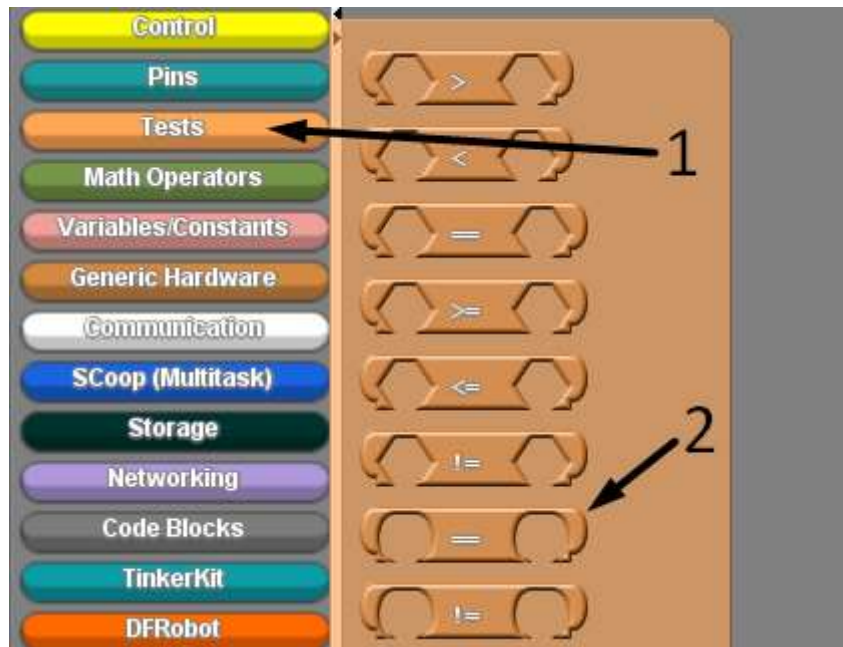 Control
Pins
Tests
Math Operators
Variables/Constants
Generic Hardware
Communication
SCoop (Multitask)
Storage
Networking
Code Blocks
TinkerKit
DFRobot
>
<
==
>=
<=
!=
==
!=
1
2